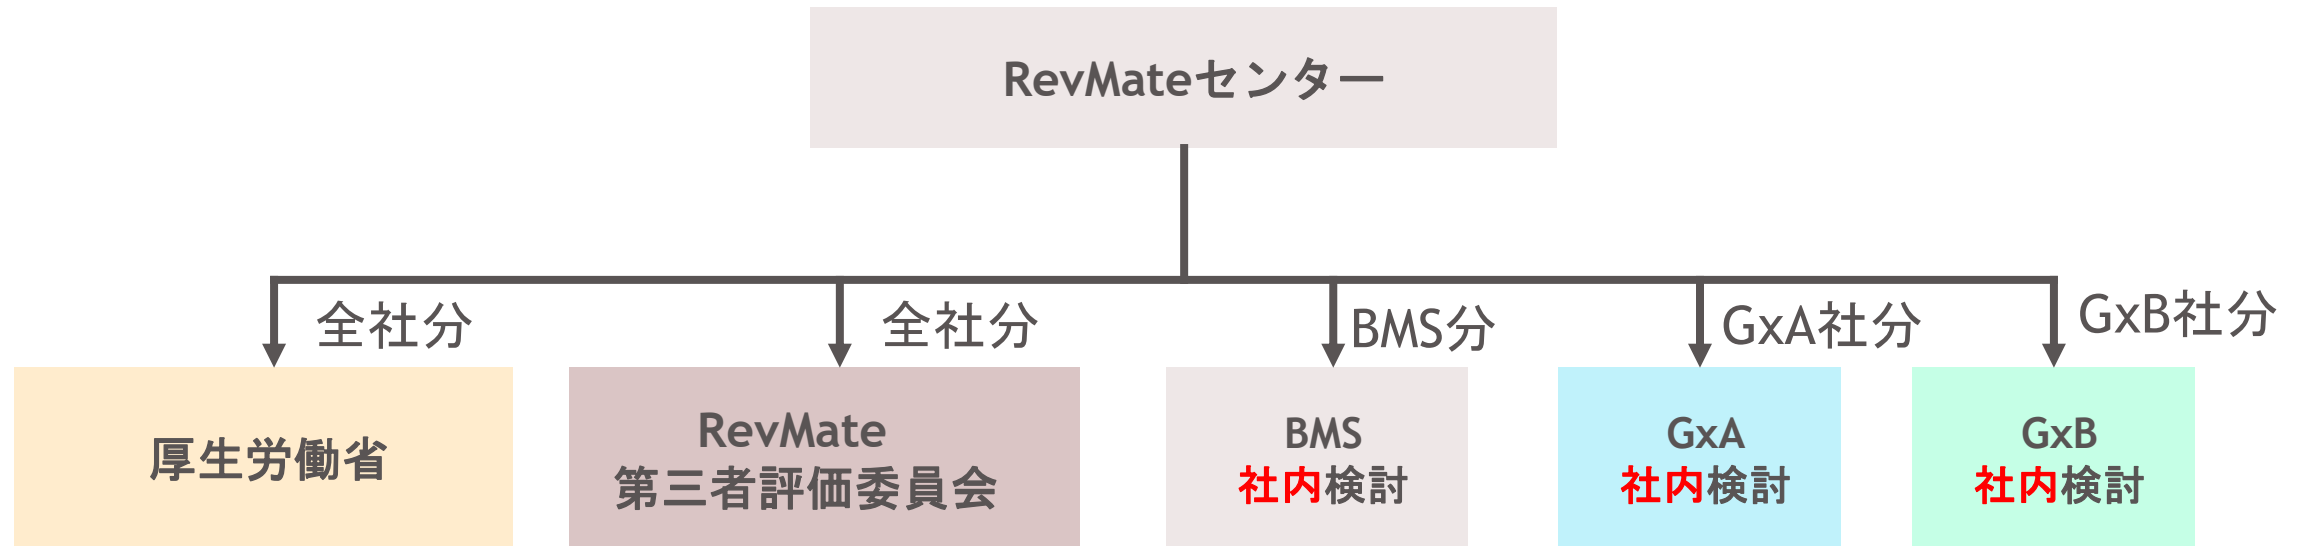 RevMateセンター
全社分
全社分
BMS分
GxA社分
GxB社分
厚生労働省
RevMate
第三者評価委員会
BMS
社内検討
GxA
社内検討
GxB
社内検討